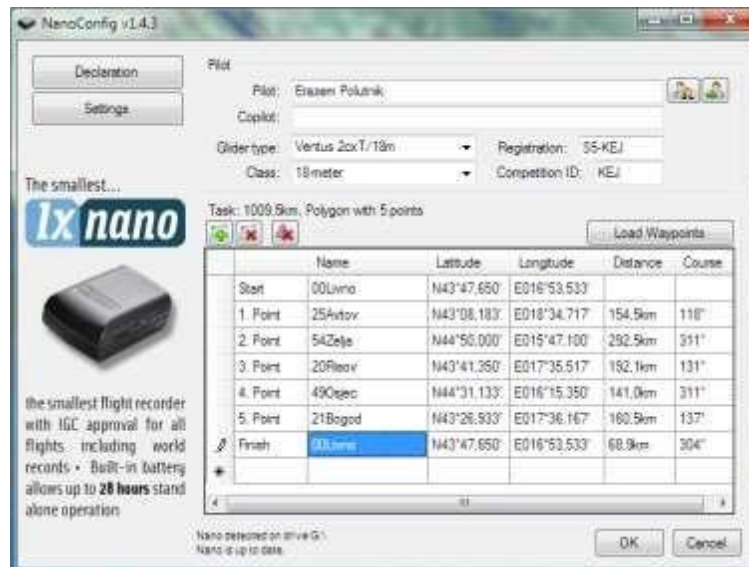 NanoConfig v1.4.3
Declaration
Settings
Pilot
Pilot: Erazem Polutnik
Copilot:
Glider type: Ventus 2cxT/18m Registration: S5-KEJ
Class: 18-meter Competition ID: KEJ
The smallest...
lx nano
the smallest flight recorder
with IGC approval for all
flights including world
records • Built-in battery
allows up to 28 hours stand
alone operation
Task: 1009.5km, Polygon with 5 points
Load Waypoints
Name Latitude Longitude Distance Course
Start 00Livno N43°47,650' E016°53,533'
1. Point 25Avtov N43°08,183' E018°34,717' 154,5km 118°
2. Point 54Zelja N44°50,000' E015°47,100' 292,5km 311°
3. Point N43°41,350' E017°35,517' 192,1km 131°
4. Point 49Osjec N44°31,133' E016°15,350' 141,0km 311°
5. Point 21Bogod N43°26,933' E017°36,167' 160,5km 137°
Finish 00Livno N43°47,650' E016°53,533' 68,9km 304°
Nano detected on drive G:\
Nano is up to date.
OK
Cancel